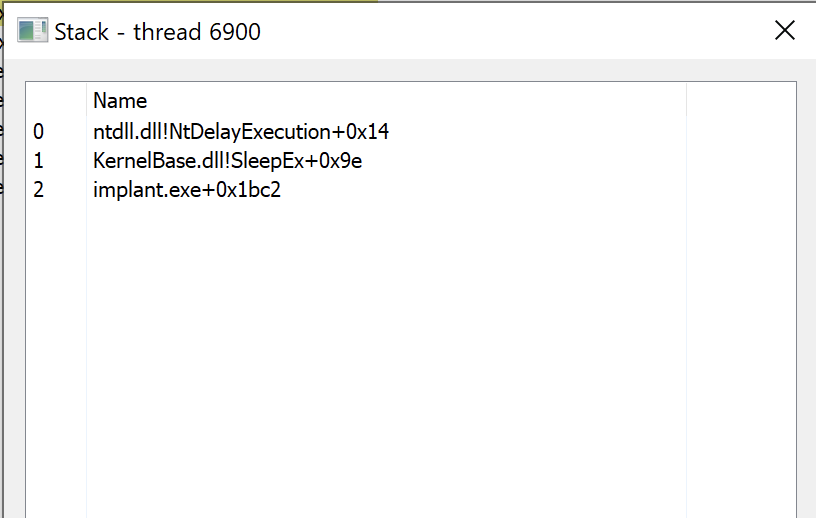 Stack - thread 6900
Name
0 ntdll.dll!NtDelayExecution+0x14
1 KernelBase.dll!SleepEx+0x9e
2 implant.exe+0x1bc2